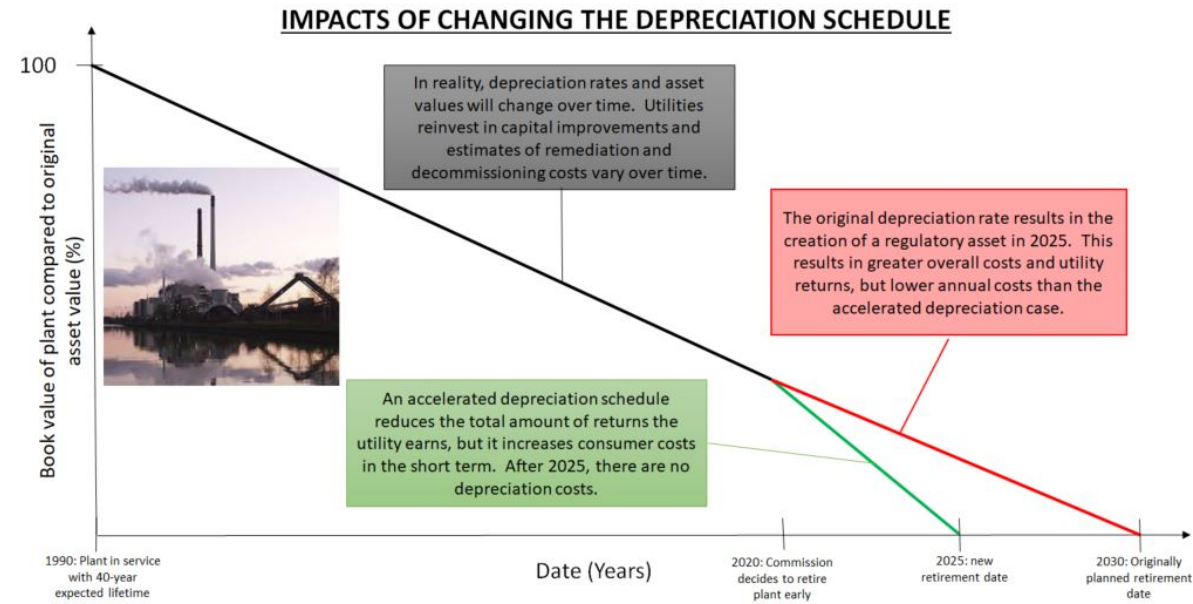 IMPACTS OF CHANGING THE DEPRECIATION SCHEDULE
100
Book value of plant compared to original
asset value (%)
In reality, depreciation rates and asset
values will change over time. Utilities
reinvest in capital improvements and
estimates of remediation and
decommissioning costs vary over time.
The original depreciation rate results in the
creation of a regulatory asset in 2025. This
results in greater overall costs and utility
returns, but lower annual costs than the
accelerated depreciation case.
An accelerated depreciation schedule
reduces the total amount of returns the
utility earns, but it increases consumer costs
in the short term. After 2025, there are no
depreciation costs.
1990: Plant in service
with 40-year
expected lifetime
Date (Years)
2020: Commission
decides to retire
plant early
2025: new
retirement date
2030: Originally
planned retirement
date